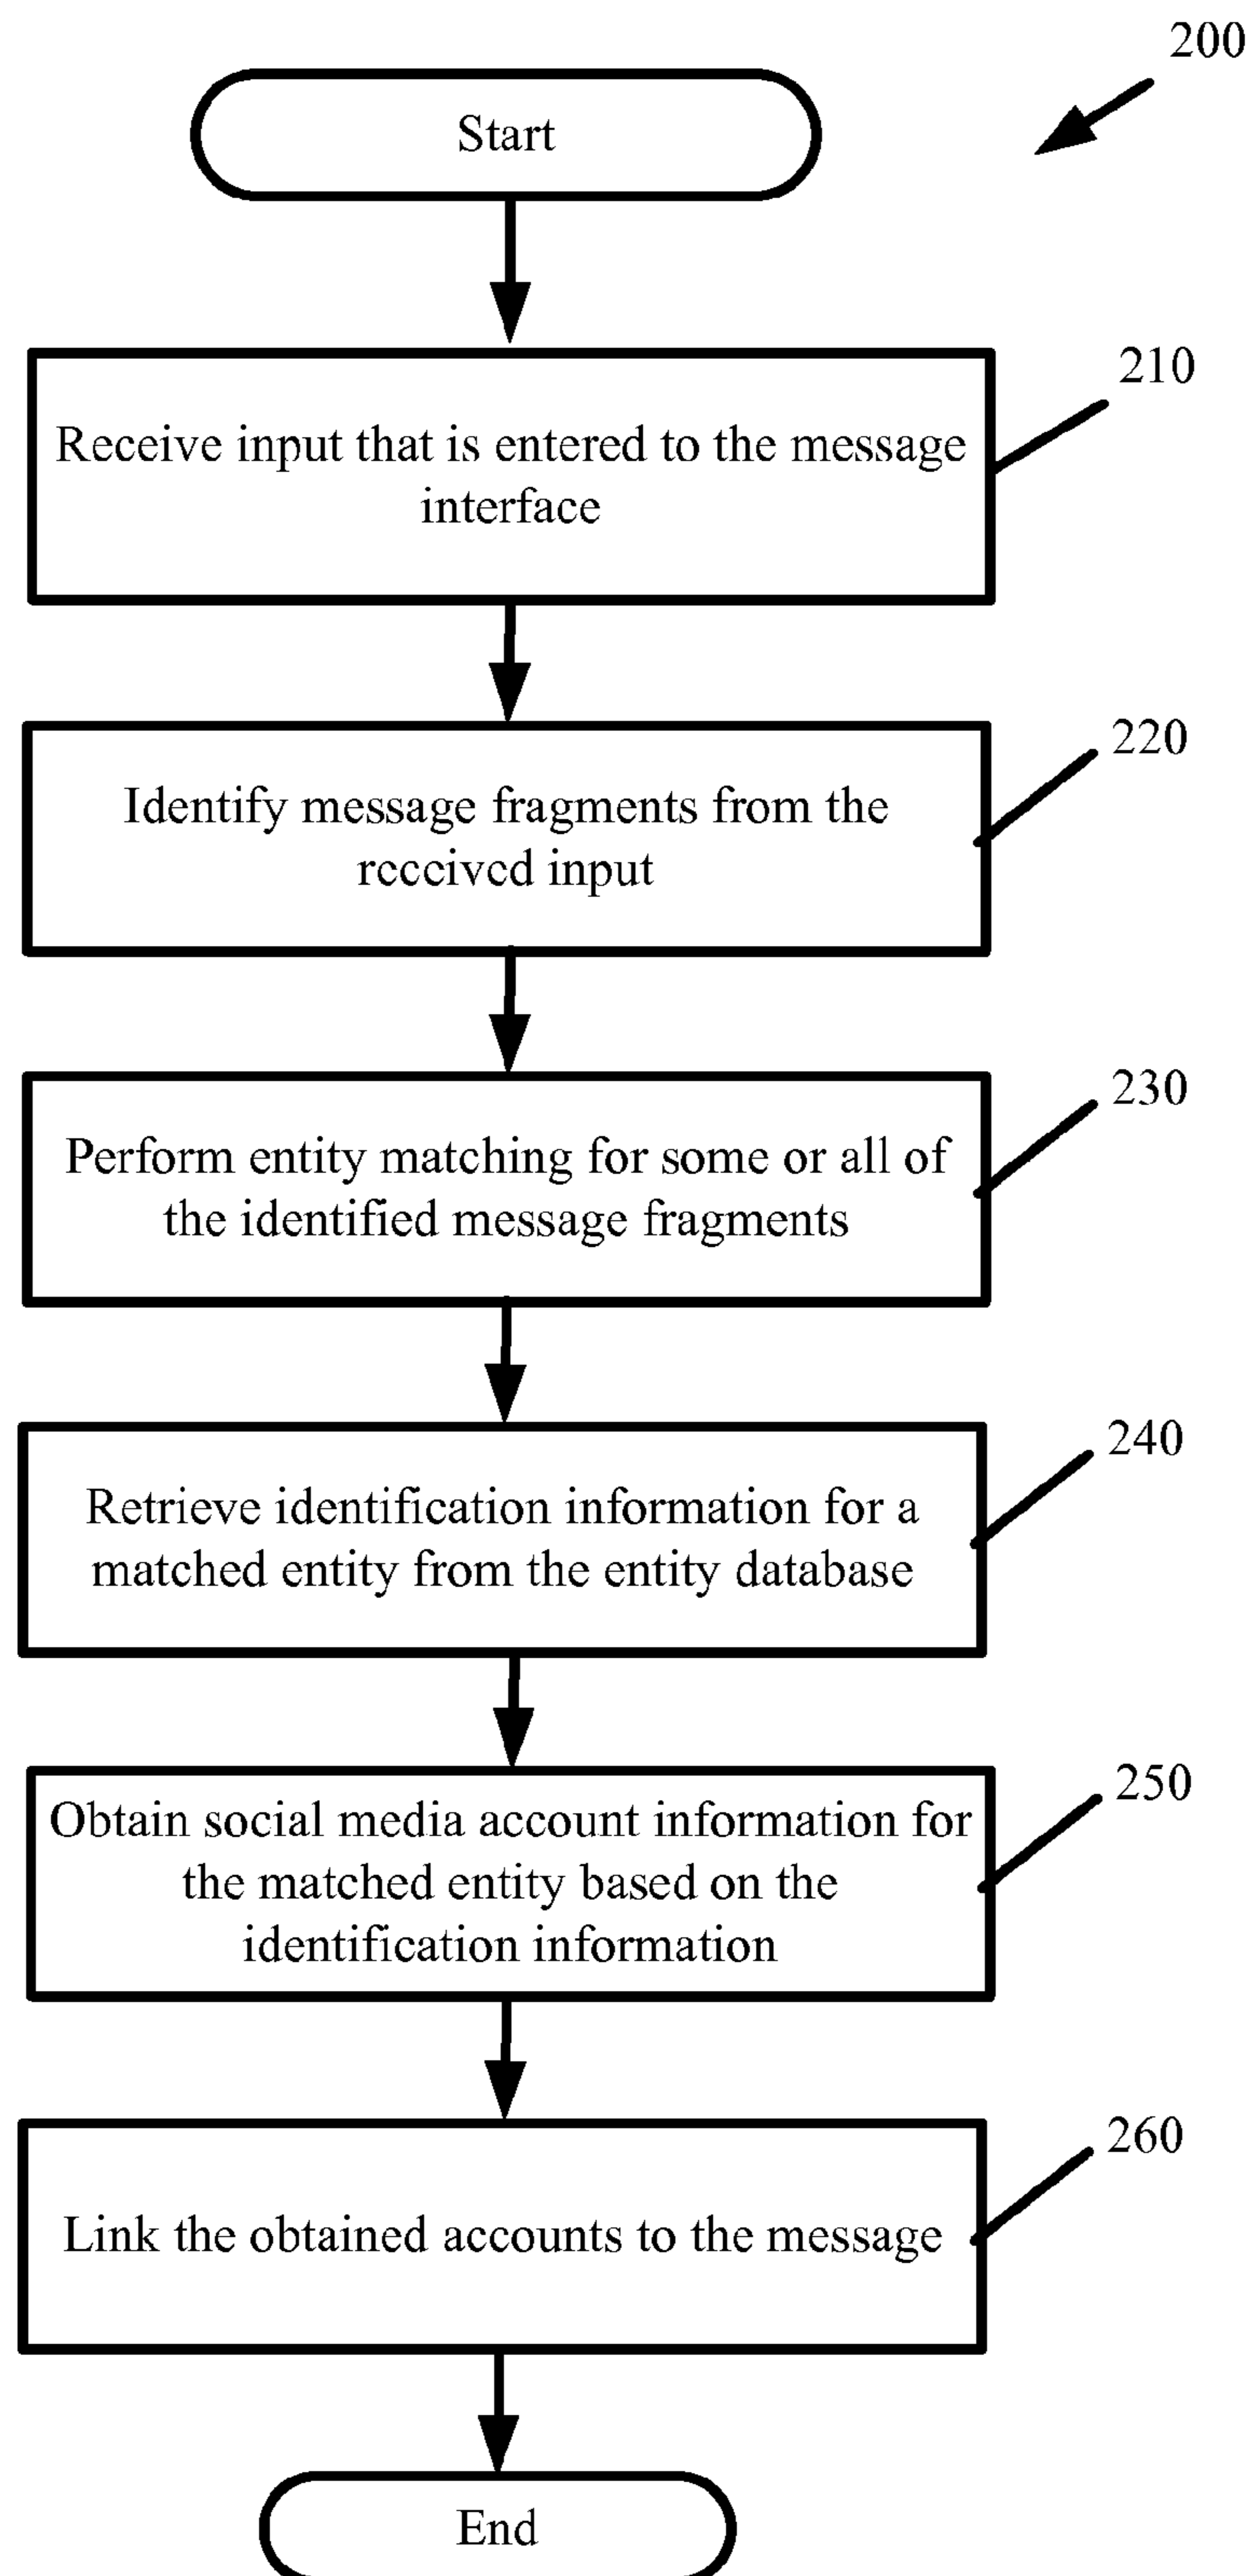 200
Start
210
Receive input that is entered to the message
interface
220
Identify message fragments from the
received input
230
Perform entity matching for some or all of
the identified message fragments
240
Retrieve identification information for a
matched entity from the entity database
250
Obtain social media account information for
the matched entity based on the
identification information
260
Link the obtained accounts to the message
End